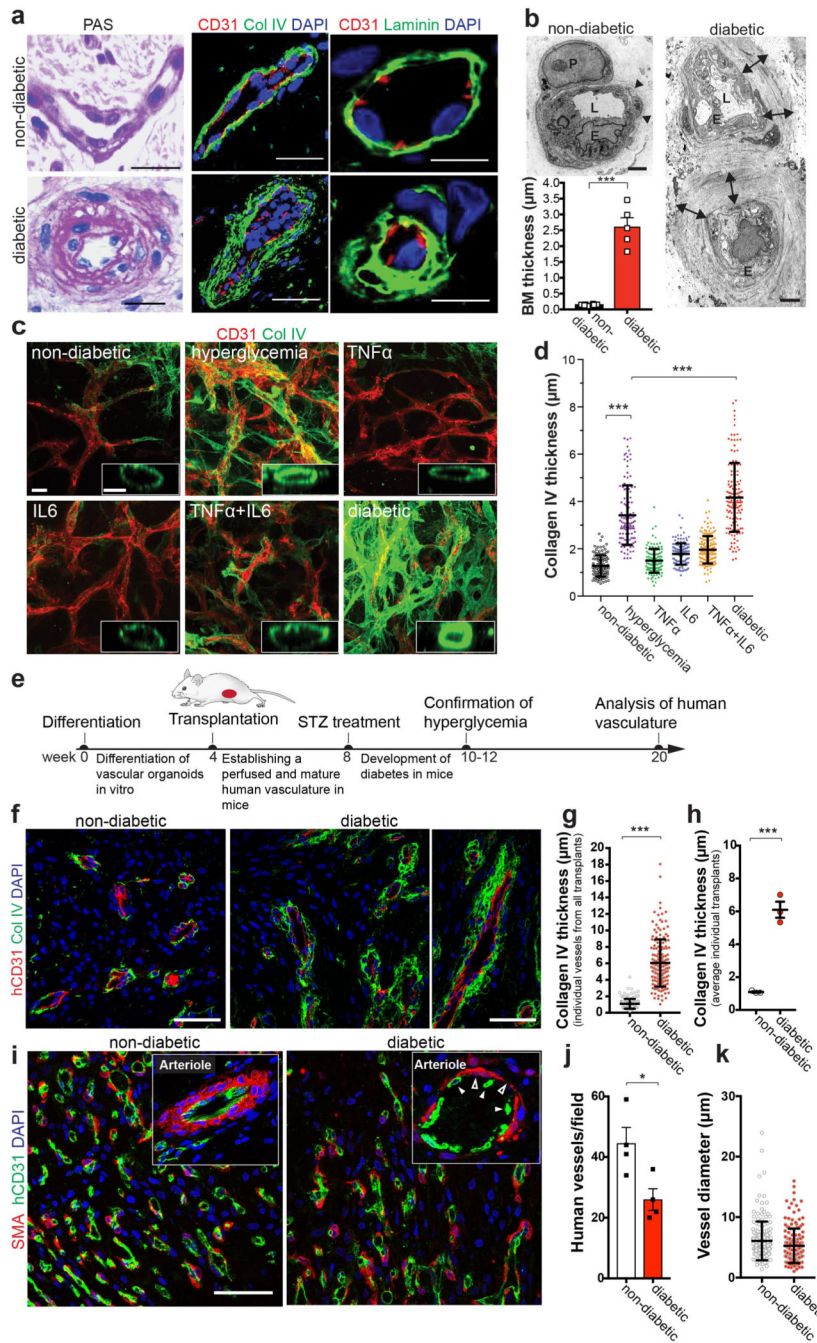 a
PAS
CD31 Col IV DAPI
CD31 Laminin DAPI
non-diabetic
diabetic
b
non-diabetic
diabetic
P
L
E
L
E
E
***
BM thickness (µm)
4.0
3.5
3.0
2.5
2.0
1.5
1.0
0.5
0.0
non-
diabetic
diabetic
c
CD31 Col IV
non-diabetic
hyperglycemia
TNFα
IL6
TNFα+IL6
diabetic
d
Collagen IV thickness (µm)
10
8
6
4
2
0
***
***
non-diabetic
hyperglycemia
TNFα
IL6
TNFα+IL6
diabetic
e
Differentiation
Transplantation
STZ treatment
Confirmation of
hyperglycemia
Analysis of human
vasculature
week 0
4
8
10-12
20
Differentiation of
vascular organoids
in vitro
Establishing a
perfused and mature
human vasculature in
mice
Development of
diabetes in mice
f
non-diabetic
diabetic
hCD31 Col IV DAPI
g
Collagen IV thickness (µm)
(individual vessels from all transplants)
20
18
16
14
12
10
8
6
4
2
0
***
non-diabetic
diabetic
h
Collagen IV thickness (µm)
(average individual transplants)
10
8
6
4
2
0
***
non-diabetic
diabetic
i
non-diabetic
diabetic
SMA hCD31 DAPI
Arteriole
Arteriole
j
Human vessels/field
60
40
20
0
*
non-diabetic
diabetic
k
Vessel diameter (µm)
30
20
10
0
non-diabetic
diabetic